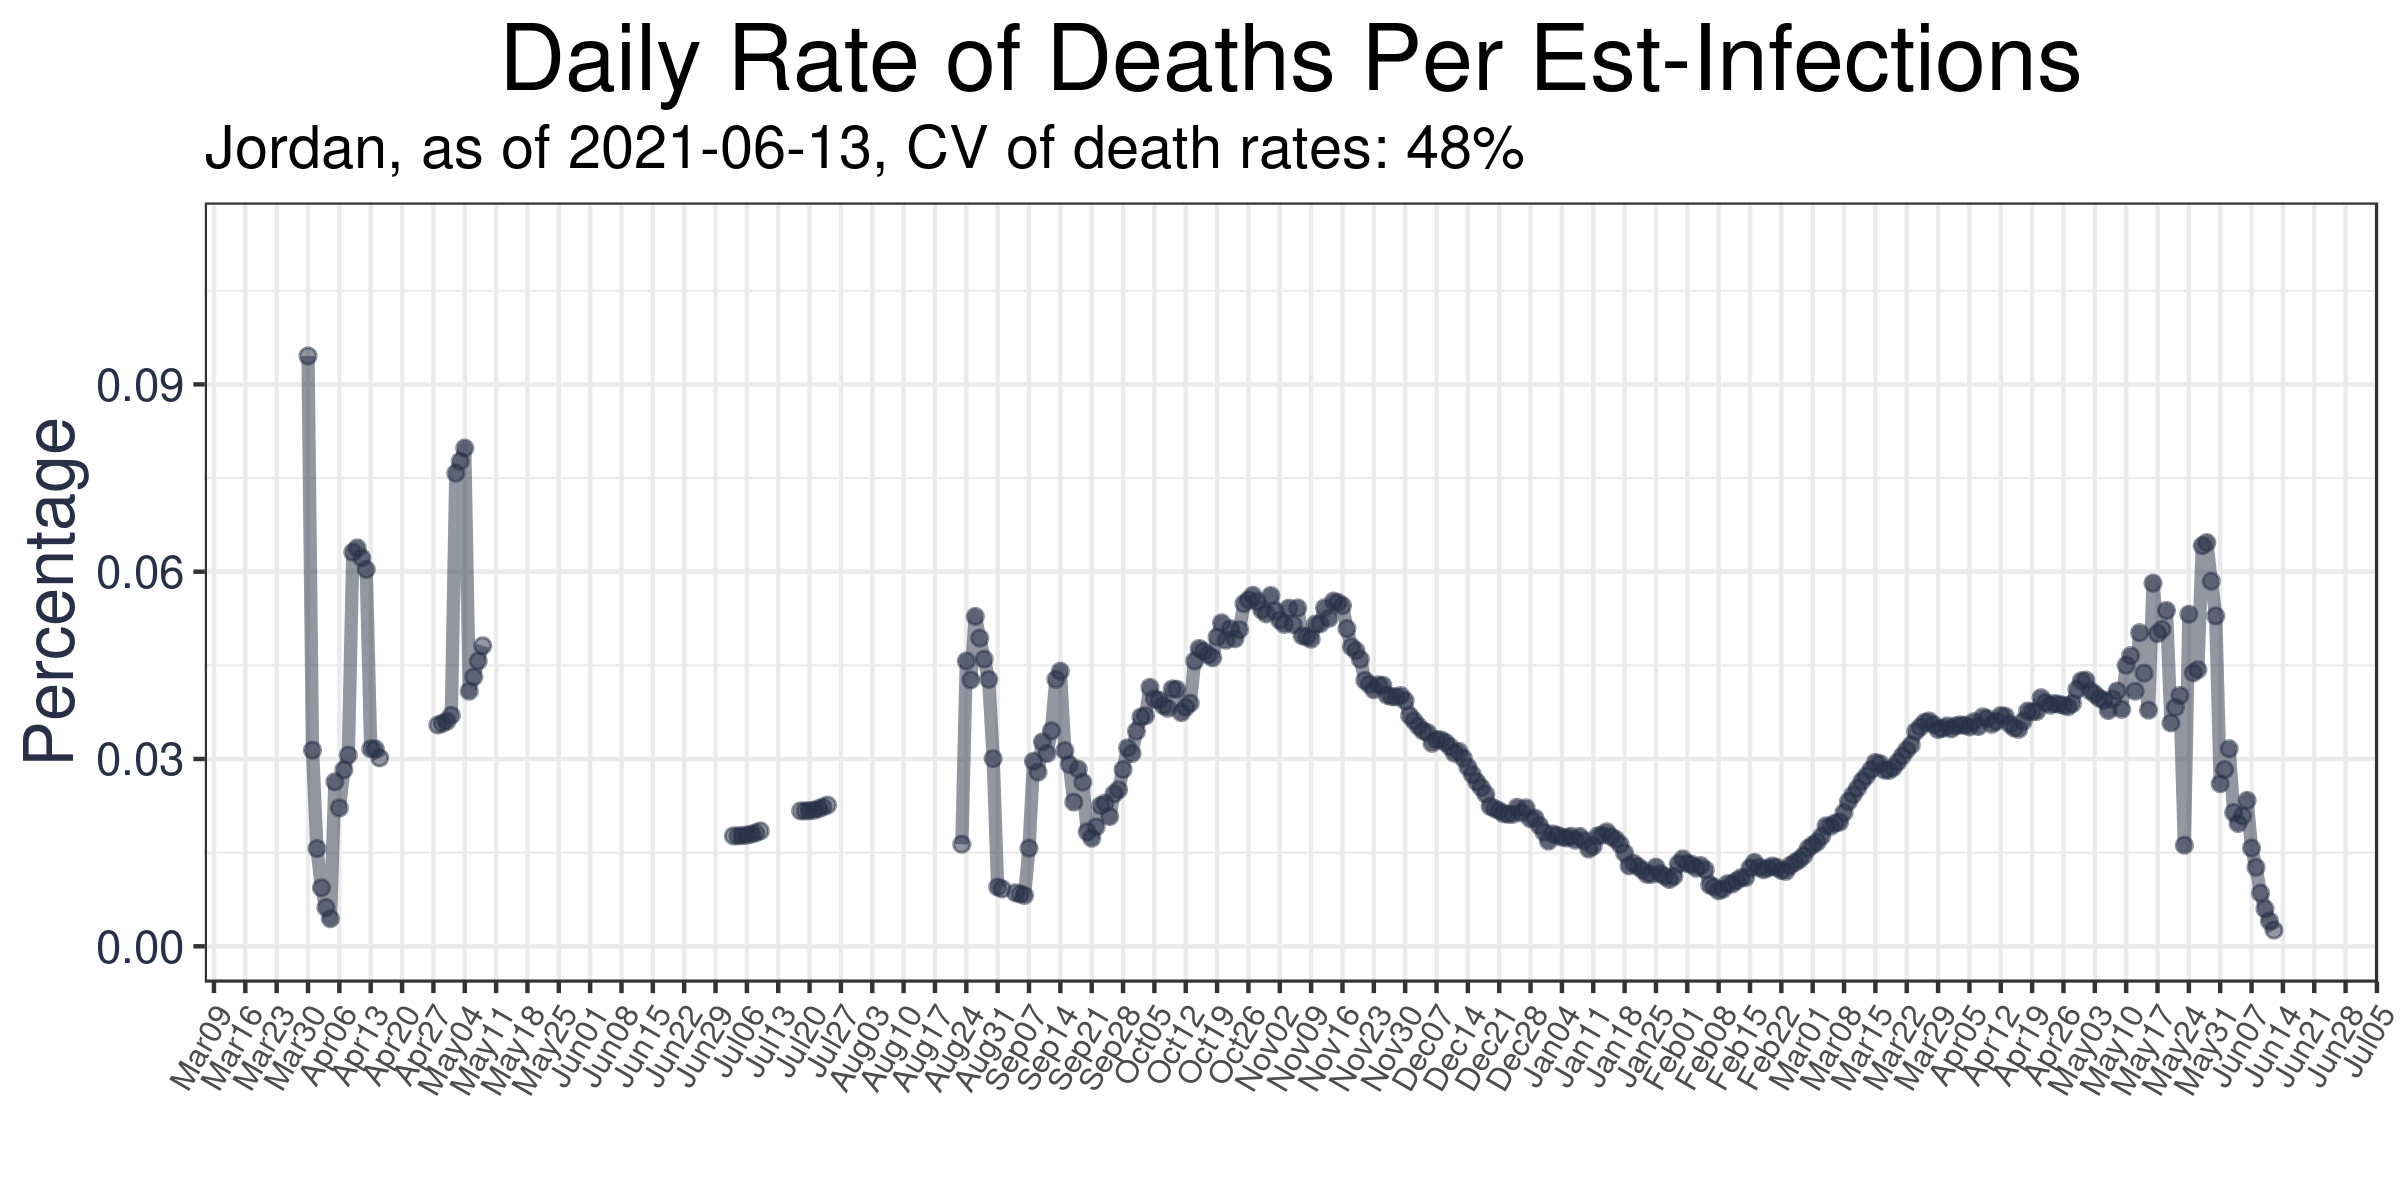 Daily Rate of Deaths Per Est-Infections
Jordan, as of 2021-06-13, CV of death rates: 48%
Percentage
0.09
0.06
0.03
0.00
Mar09
Mar16
Mar23
Mar30
Apr06
Apr13
Apr20
Apr27
May04
May11
May18
May25
Jun01
Jun08
Jun15
Jun22
Jun29
Jul06
Jul13
Jul20
Jul27
Aug03
Aug10
Aug17
Aug24
Aug31
Sep07
Sep14
Sep21
Sep28
Oct05
Oct12
Oct19
Oct26
Nov02
Nov09
Nov16
Nov23
Nov30
Dec07
Dec14
Dec21
Dec28
Jan04
Jan11
Jan18
Jan25
Feb01
Feb08
Feb15
Feb22
Mar01
Mar08
Mar15
Mar22
Mar29
Apr05
Apr12
Apr19
Apr26
May03
May10
May17
May24
May31
Jun07
Jun14
Jun21
Jun28
Jul05